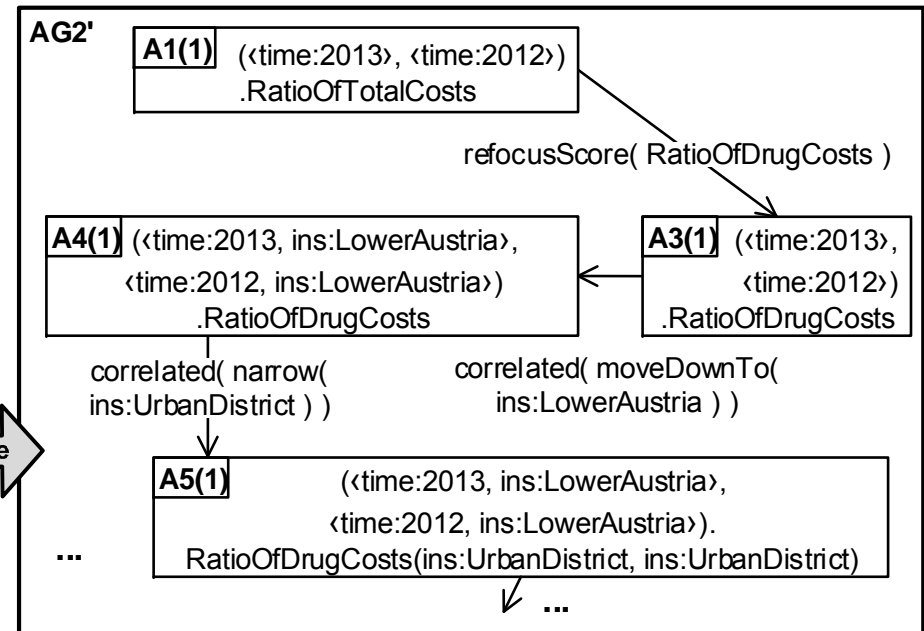 AG2'
A1(1) (‹time:2013›, ‹time:2012›)
.RatioOfTotalCosts
refocusScore( RatioOfDrugCosts )
A4(1) (‹time:2013, ins:LowerAustria›,
‹time:2012, ins:LowerAustria›)
.RatioOfDrugCosts
A3(1) (‹time:2013›,
‹time:2012›)
.RatioOfDrugCosts
correlated( narrow(
ins:UrbanDistrict ) )
correlated( moveDownTo(
ins:LowerAustria ) )
e
A5(1) (‹time:2013, ins:LowerAustria›,
‹time:2012, ins:LowerAustria›).
RatioOfDrugCosts(ins:UrbanDistrict, ins:UrbanDistrict)
...
...